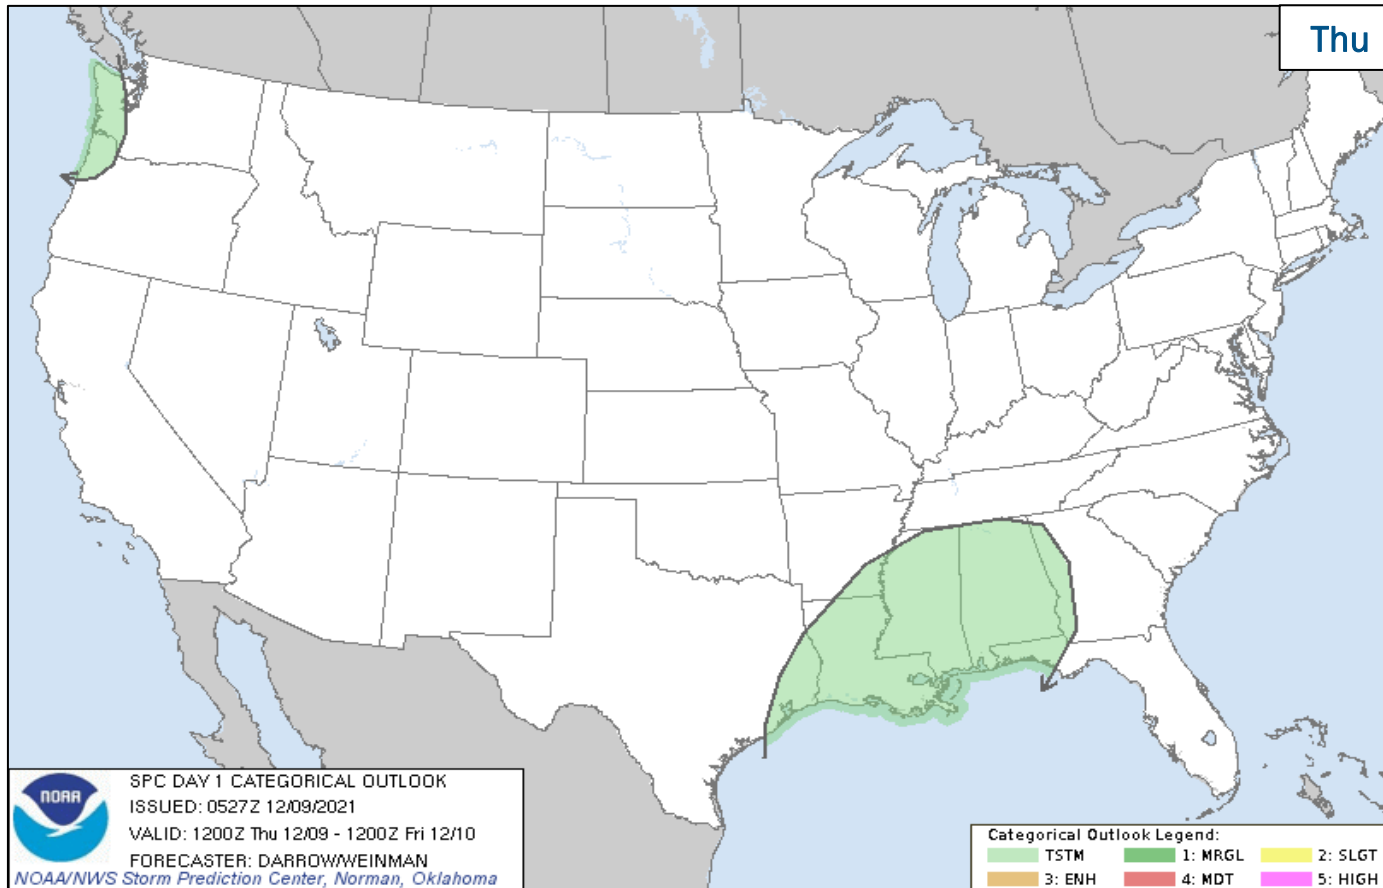 Thu
NOAA
SPC DAY 1 CATEGORICAL OUTLOOK
ISSUED: 0527Z 12/09/2021
VALID: 1200Z Thu 12/09 - 1200Z Fri 12/10
FORECASTER: DARROW/WEINMAN
NOAA/NWS Storm Prediction Center, Norman, Oklahoma
Categorical Outlook Legend:
TSTM 1: MRGL 2: SLGT
3: ENH 4: MDT 5: HIGH